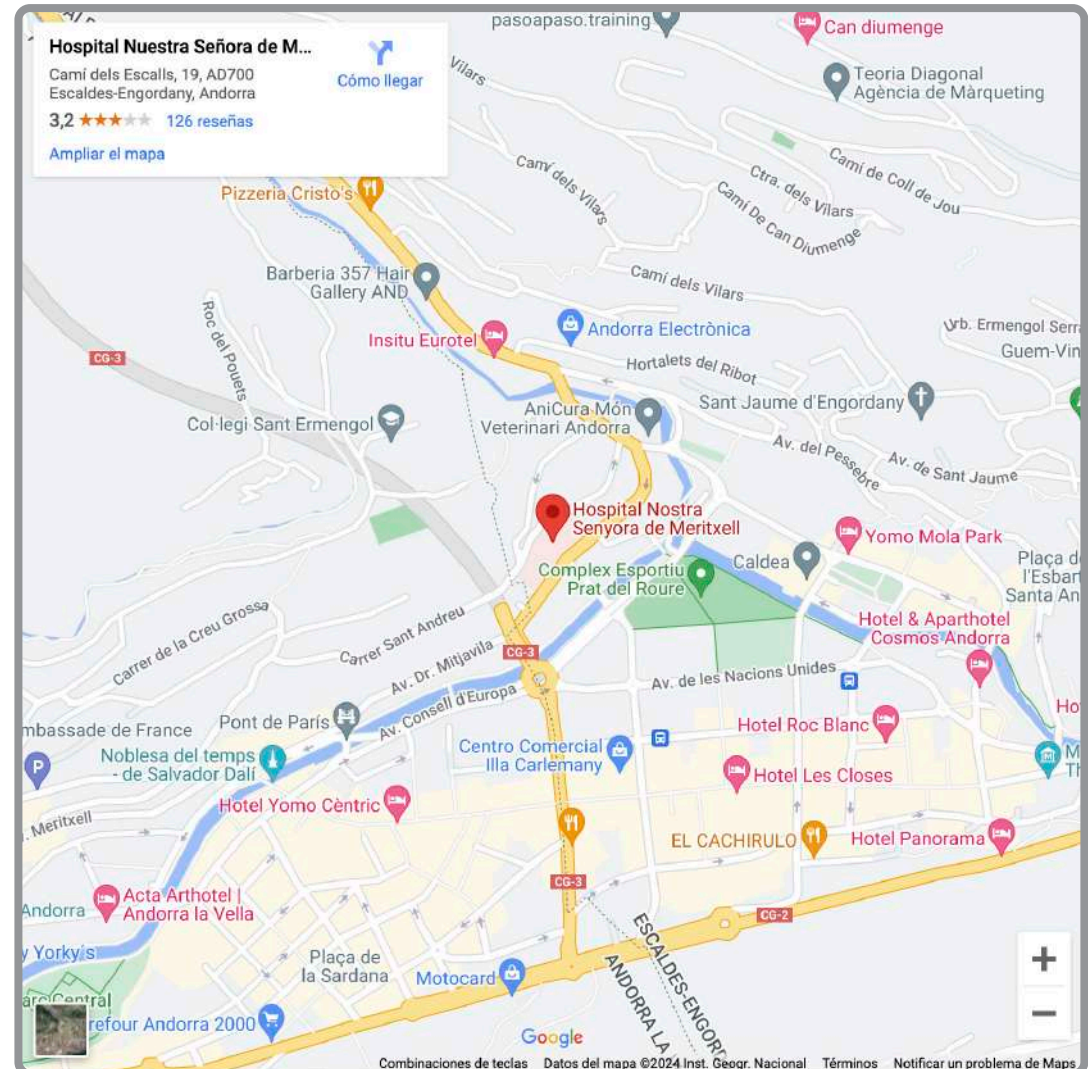 Hospital Nuestra Señora de M...
Camí dels Escalls, 19, AD700
Escaldes-Engordany, Andorra
3,2
126 reseñas
Ampliar el mapa
Cómo llegar
pasoapaso.training
Can diumenge
Vilars
Teoria Diagonal
Agència de Màrqueting
Camí dels Vilars
Ctra. dels Vilars
Camí de Coll de Jou
Camí De Can Diumenge
Pizzeria Cristo's
Barberia 357 Hair
Gallery AND
Camí dels Vilars
Roc del Pouets
CG-3
Insitu Eurotel
Andorra Electrònica
Urb. Ermengol Serra
Guem-Vin
Hortalets del Ribot
Col·legi Sant Ermengol
AniCura Món
Veterinari Andorra
Sant Jaume d'Engordany
Av. del Pessebre
Av. de Sant Jaume
Hospital Nostra
Senyora de Meritxell
Yomo Mola Park
Caldea
Complex Esportiu
Prat del Roure
Plaça d
l'Esbart
Santa An
Hotel & Aparthotel
Cosmos Andorra
Carrer de la Creu Grossa
Carrer Sant Andreu
Av. Dr. Mitjavila
CG-3
Av. de les Nacions Unides
Av. Consell d'Europa
mbassade de France
Pont de París
Noblesa del temps
- de Salvador Dalí
Centro Comercial
Illa Carlemany
Hotel Roc Blanc
Ho
M
Th
P
Hotel Les Closes
Hotel Yomo Cèntric
. Meritxell
EL CACHIRULO
Hotel Panorama
CG-3
Acta Arthotel |
Andorra la Vella
Andorra
CG-2
y Yorky's
Plaça de
la Sardana
Motocard
ESCALDES-ENGORD
ANDORRA LA
arc Central
refour Andorra 2000
Google
Combinaciones de teclas Datos del mapa ©2024 Inst. Geogr. Nacional Términos Notificar un problema de Maps